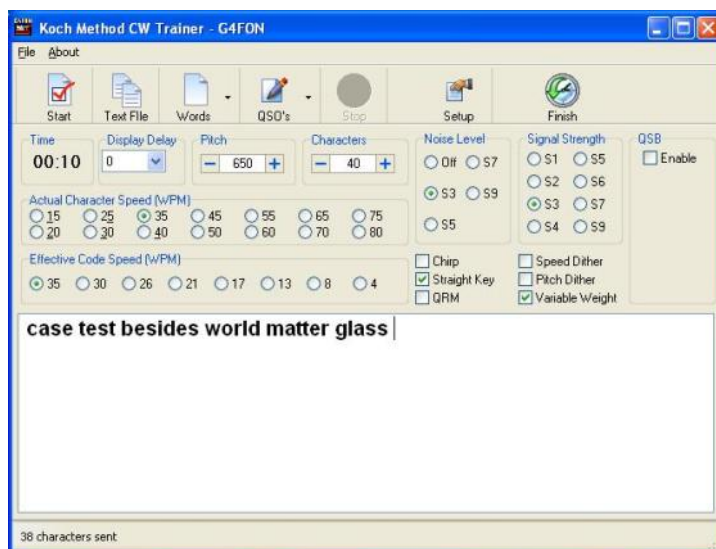 Koch Method CW Trainer - G4FON
File About
Start Text File Words QSO's Stop Setup Finish
Time Display Delay Pitch Characters Noise Level Signal Strength QSB
00:10 0 − 650 + − 40 + Off S7 S1 S5 Enable
S2 S6
S3 S9
Actual Character Speed (WPM) S3 S7
15 25 35 45 55 65 75
20 30 40 50 60 70 80 S5 S4 S9
Effective Code Speed (WPM) Chirp Speed Dither
35 30 26 21 17 13 8 4 Straight Key Pitch Dither
QRM Variable Weight
case test besides world matter glass
38 characters sent